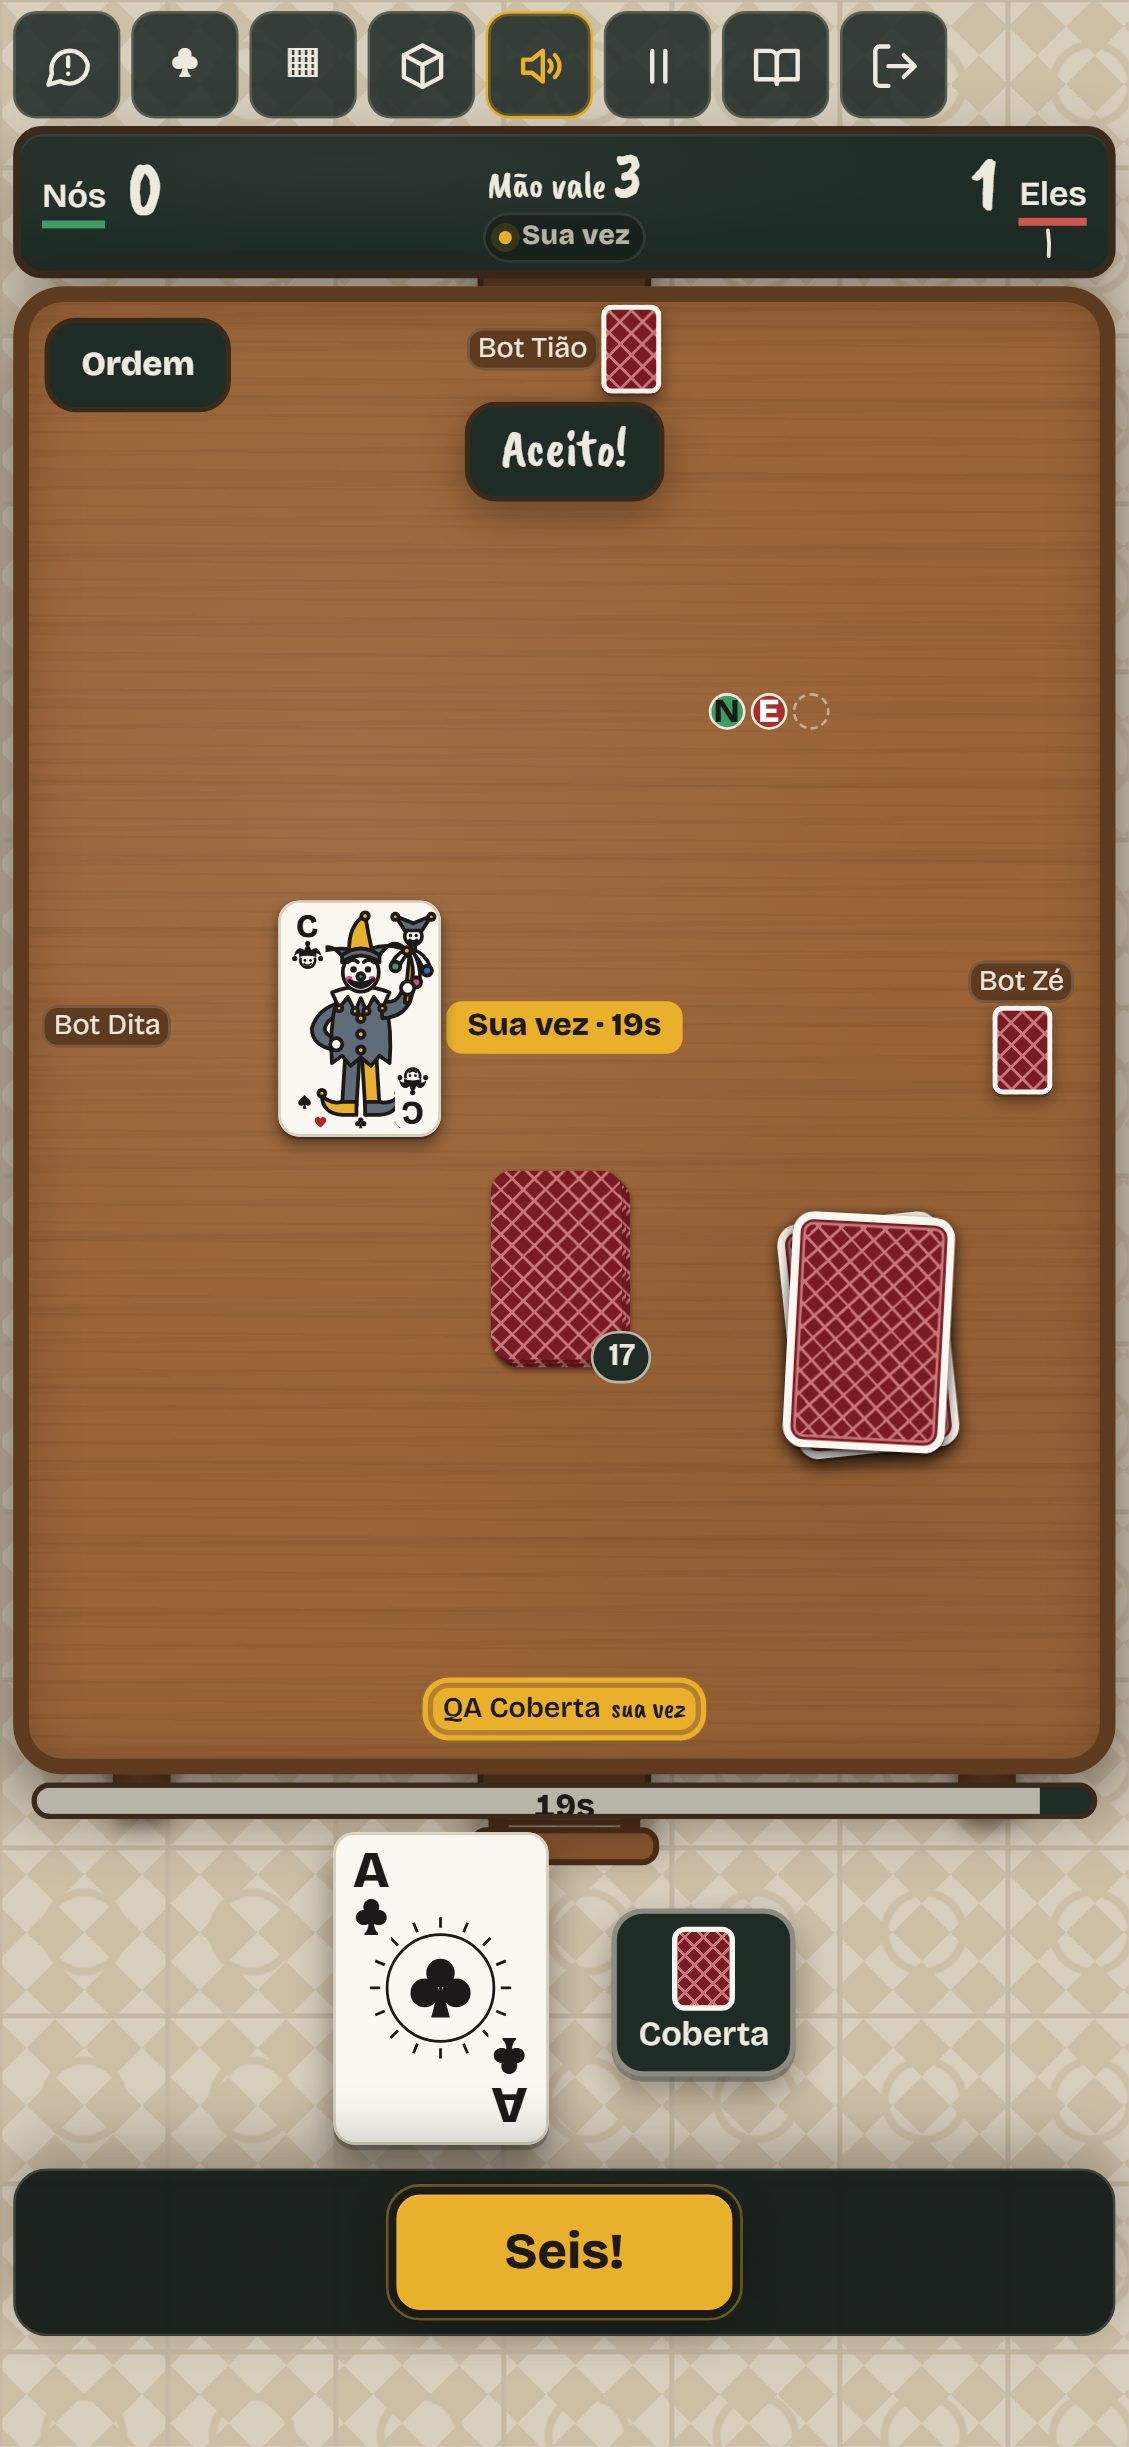 Nós 0
Mão vale 3
Sua vez
1 Eles
Ordem
Bot Tião
Aceito!
N E
C
C
Bot Dita
Sua vez · 19s
Bot Zé
17
QA Coberta sua vez
19s
A
A
Coberta
Seis!